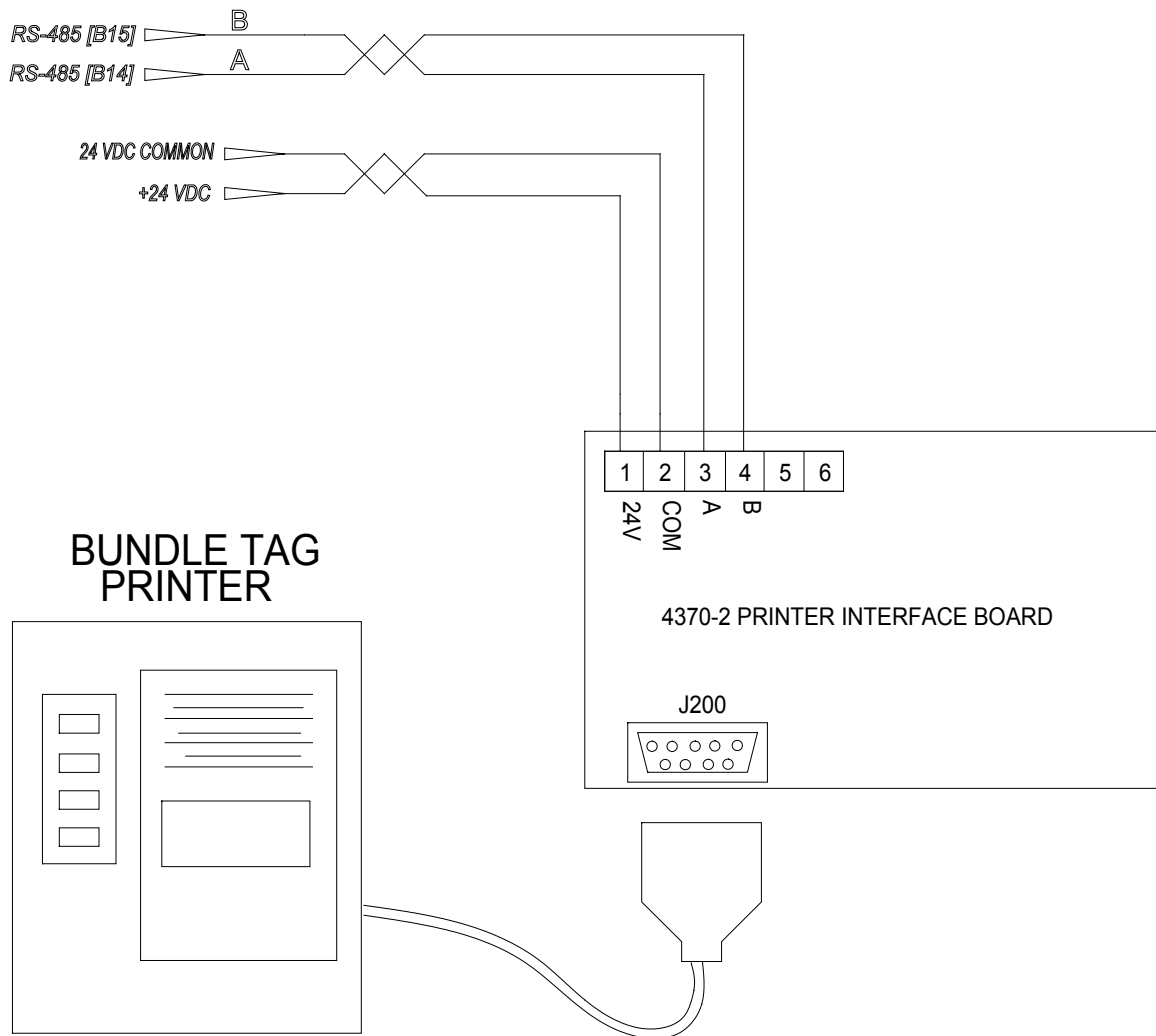 B
RS-485 [B15]
A
RS-485 [B14]
24 VDC COMMON
+24 VDC
1 2 3 4 5 6
24V COM A B
BUNDLE TAG
PRINTER
4370-2 PRINTER INTERFACE BOARD
J200